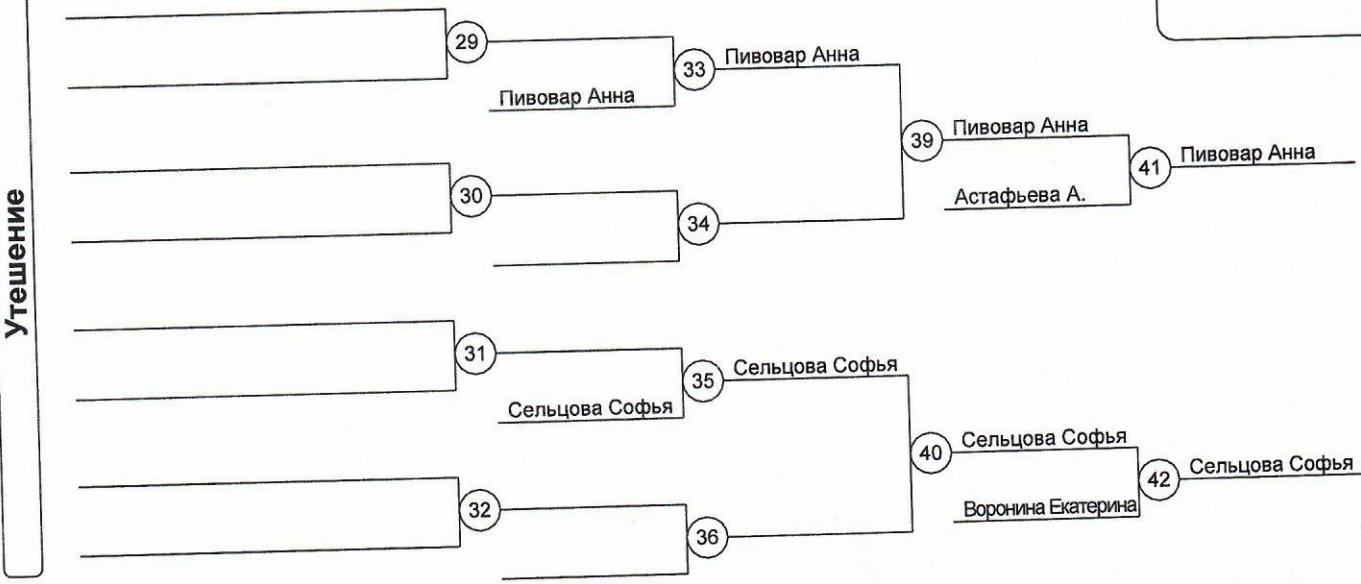 Утешение
29
33
Пивовар Анна
Пивовар Анна
39
Пивовар Анна
41
Пивовар Анна
30
34
Астафьева А.
31
35
Сельцова Софья
Сельцова Софья
40
Сельцова Софья
42
Сельцова Софья
32
36
Воронина Екатерина